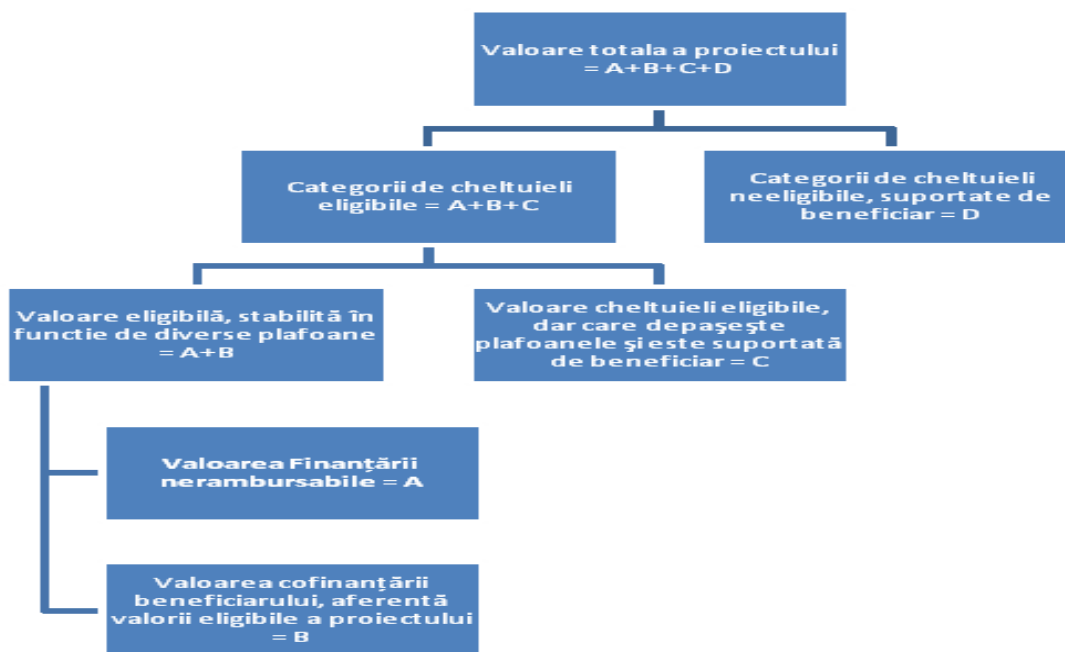 Valoare totala a proiectului
= A+B+C+D
Categorii de cheltuieli
eligibile = A+B+C
Categorii de cheltuieli
neeligibile, suportate de
beneficiar = D
Valoare eligibilă, stabilită în
functie de diverse plafoane
= A+B
Valoare cheltuieli eligibile,
dar care depaşeşte
plafoanele şi este suportată
de beneficiar = C
Valoarea Finanțării
nerambursabile = A
Valoarea cofinanțării
beneficiarului, aferentă
valorii eligibile a proiectului
= B